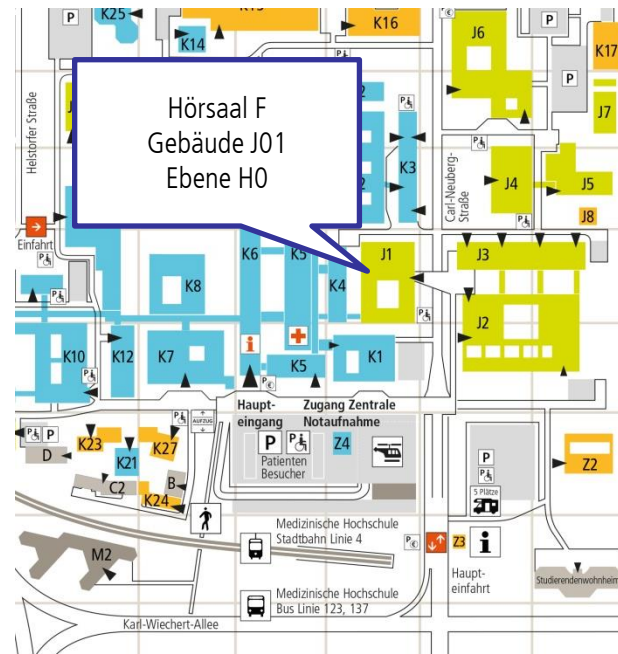 K25
P
K15
K16
J6
K14
P
K17
Helstorfer Straße
Hörsaal F
Gebäude J01
Ebene H0
K3
J7
Carl-Neuberg-
Straße
J4
J5
J8
Einfahrt
K6
K5
J1
J3
K8
K4
J2
K10
K12
K7
K5
K1
Haupt-
eingang
Zugang Zentrale
Notaufnahme
AUFZUG
P
P
Patienten
Besucher
Z4
P
P
P
K23
K27
D
K21
C2
B
K24
Z2
5 Plätze
Medizinische Hochschule
Stadtbahn Linie 4
P€
Z3
i
M2
Haupt-
einfahrt
Studierendenwohnheim
Medizinische Hochschule
Bus Linie 123, 137
Karl-Wiechert-Allee